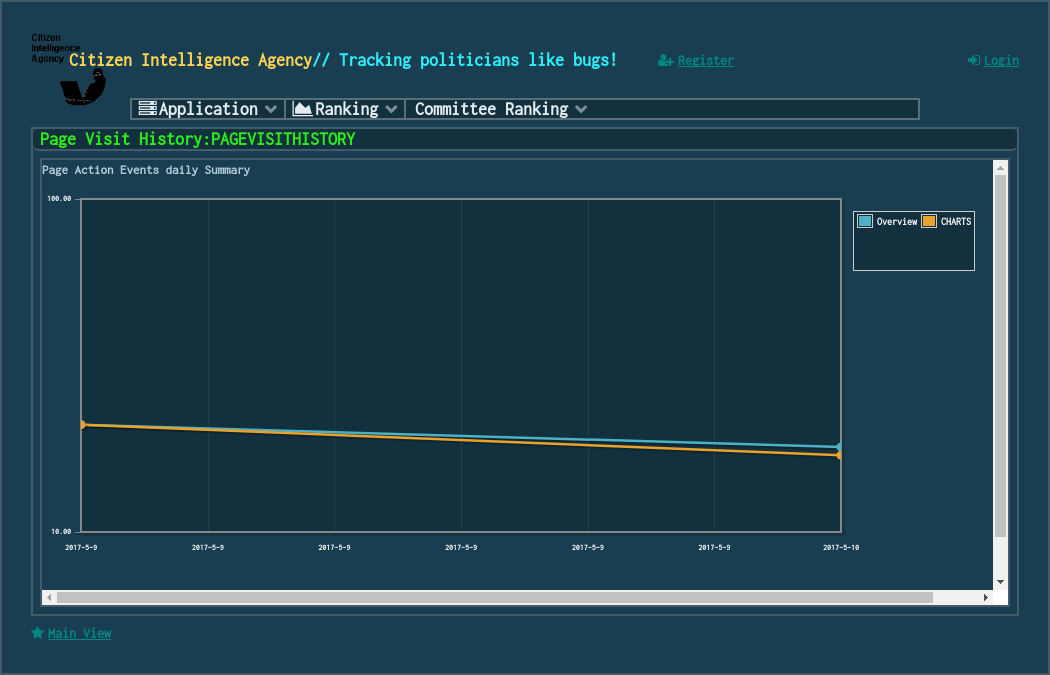 Citizen
Intelligence
Agency
Citizen Intelligence Agency// Tracking politicians like bugs!
Register
Login
Application
Ranking
Committee Ranking
Page Visit History:PAGEVISITHISTORY
Page Action Events daily Summary
100.00
Overview
CHARTS
10.00
2017-5-9
2017-5-9
2017-5-9
2017-5-9
2017-5-9
2017-5-9
2017-5-10
Main View